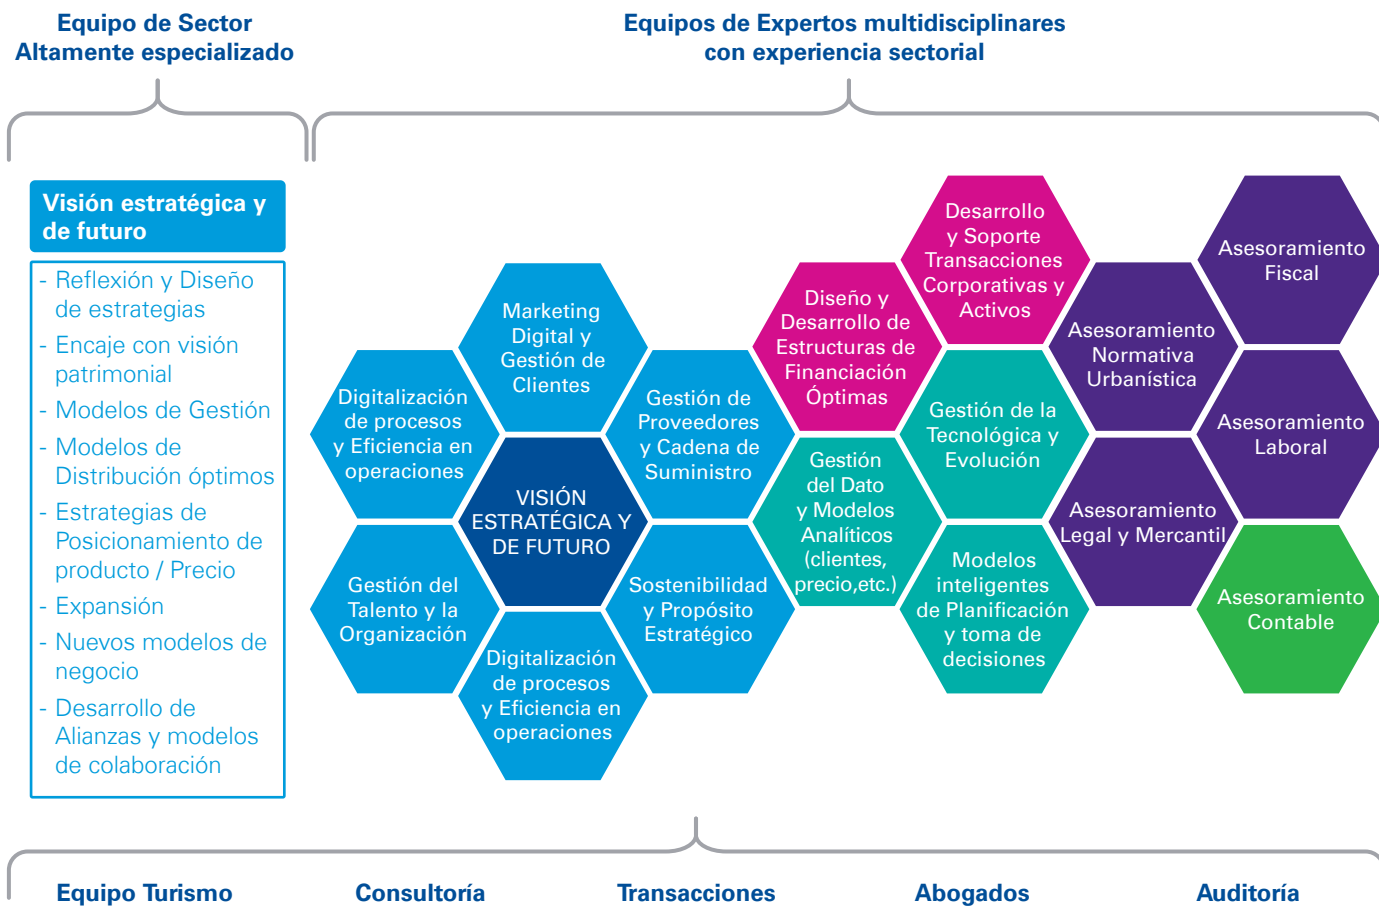 Equipo de Sector
Altamente especializado
Equipos de Expertos multidisciplinares
con experiencia sectorial
Visión estratégica y
de futuro
- Reflexión y Diseño
de estrategias
- Encaje con visión
patrimonial
- Modelos de Gestión
- Modelos de
Distribución óptimos
- Estrategias de
Posicionamiento de
producto / Precio
- Expansión
- Nuevos modelos de
negocio
- Desarrollo de
Alianzas y modelos
de colaboración
Digitalización
de procesos
y Eficiencia en
operaciones
Gestión del
Talento y la
Organización
Marketing
Digital y
Gestión de
Clientes
VISIÓN
ESTRATÉGICA Y
DE FUTURO
Digitalización
de procesos
y Eficiencia en
operaciones
Gestión de
Proveedores
y Cadena de
Suministro
Sostenibilidad
y Propósito
Estratégico
Diseño y
Desarrollo de
Estructuras de
Financiación
Óptimas
Gestión
del Dato
y Modelos
Analíticos
(clientes,
precio,etc.)
Desarrollo
y Soporte
Transacciones
Corporativas y
Activos
Gestión de la
Tecnológica y
Evolución
Modelos
inteligentes
de Planificación
y toma de
decisiones
Asesoramiento
Normativa
Urbanística
Asesoramiento
Legal y Mercantil
Asesoramiento
Fiscal
Asesoramiento
Laboral
Asesoramiento
Contable
Equipo Turismo
Consultoría
Transacciones
Abogados
Auditoría